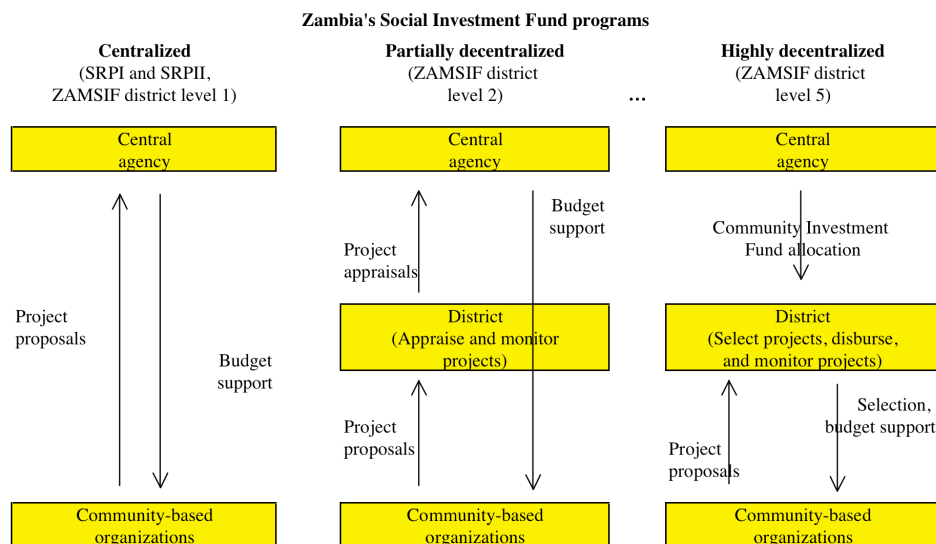 Zambia's Social Investment Fund programs
Centralized
(SRPI and SRPII,
ZAMSIF district level 1)
Partially decentralized
(ZAMSIF district
level 2)
...
Highly decentralized
(ZAMSIF district
level 5)
Central
agency
Project
proposals
Budget
support
Community-based
organizations
Central
agency
Budget
support
Project
appraisals
District
(Appraise and monitor
projects)
Project
proposals
Community-based
organizations
Central
agency
Community Investment
Fund allocation
District
(Select projects, disburse,
and monitor projects)
Selection,
budget support
Project
proposals
Community-based
organizations